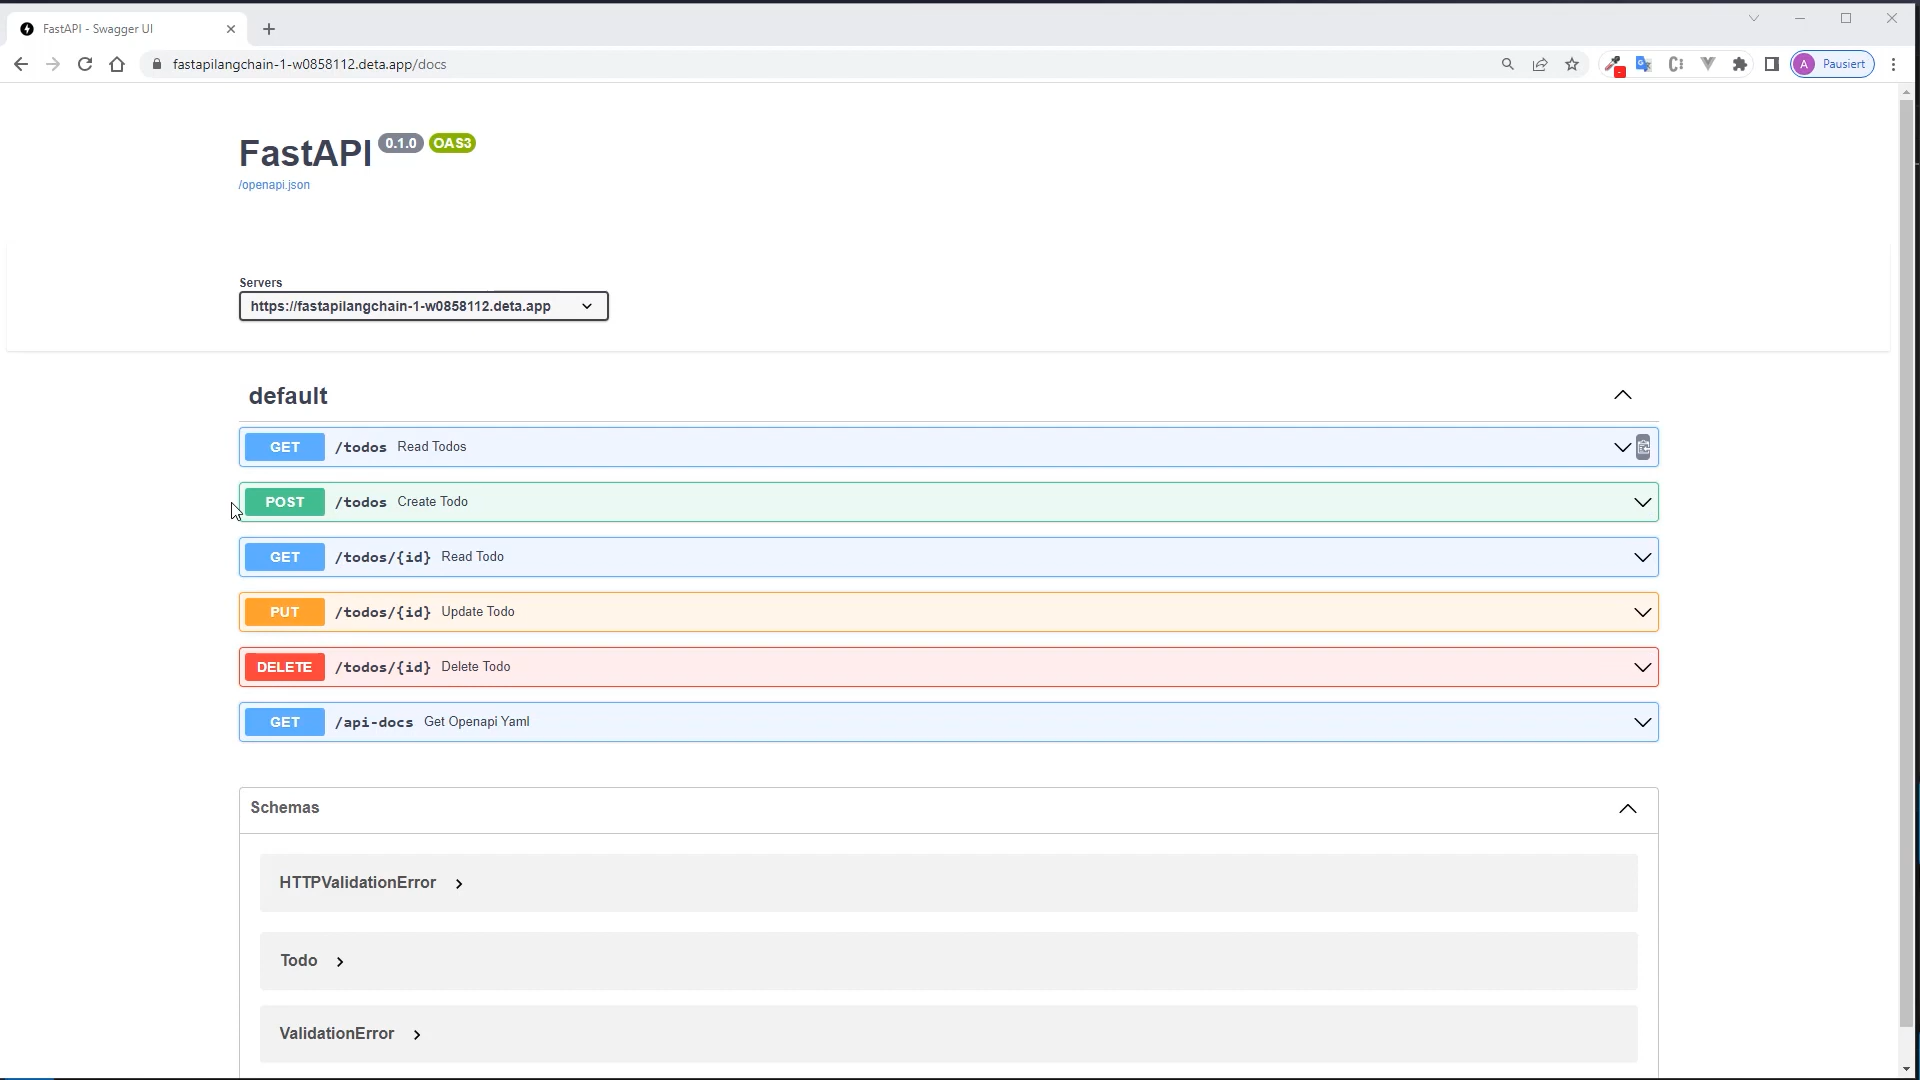 FastAPI - Swagger UI
fastapilangchain-1-w0858112.deta.app/docs
A Pausiert
FastAPI 0.1.0 OAS3
/openapi.json
Servers
https://fastapilangchain-1-w0858112.deta.app
default
GET /todos Read Todos
POST /todos Create Todo
GET /todos/{id} Read Todo
PUT /todos/{id} Update Todo
DELETE /todos/{id} Delete Todo
GET /api-docs Get Openapi Yaml
Schemas
HTTPValidationError
Todo
ValidationError